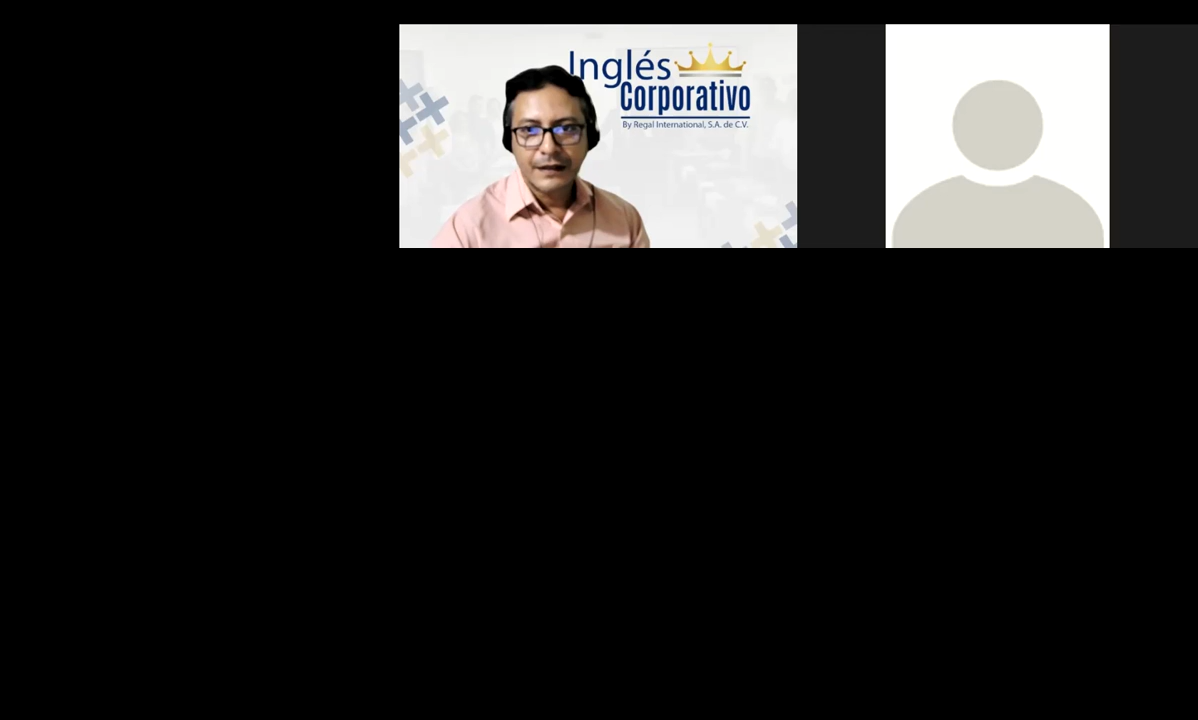 Inglés
Corporativo
By Regal International, S.A. de C.V.